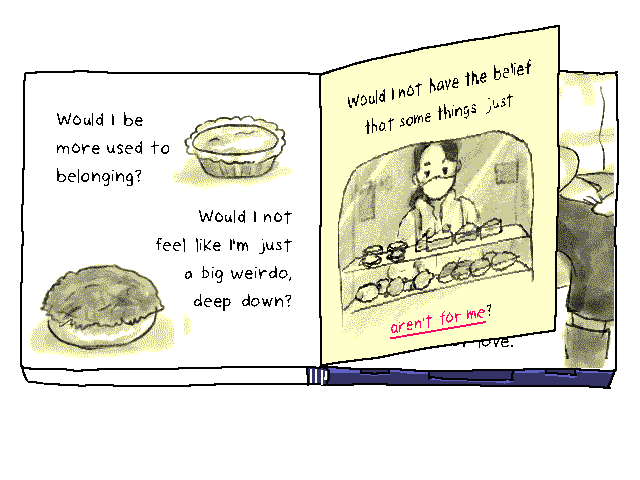 Would I be
more used to
belonging?
Would I not
feel like I'm just
a big weirdo,
deep down?
Would I not have the belief
that some things just
aren't for me?
love.